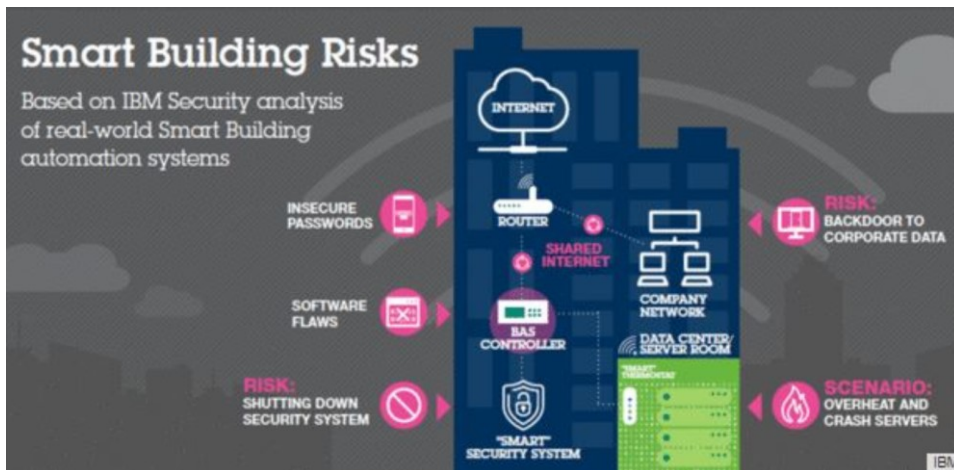 Smart Building Risks
Based on IBM Security analysis
of real-world Smart Building
automation systems
INTERNET
INSECURE
PASSWORDS
ROUTER
SHARED
INTERNET
RISK:
BACKDOOR TO
CORPORATE DATA
COMPANY
NETWORK
SOFTWARE
FLAWS
BAS
CONTROLLER
DATA CENTER/
SERVER ROOM
"SMART"
THERMOSTAT
RISK:
SHUTTING DOWN
SECURITY SYSTEM
"SMART"
SECURITY SYSTEM
SCENARIO:
OVERHEAT AND
CRASH SERVERS
IBM